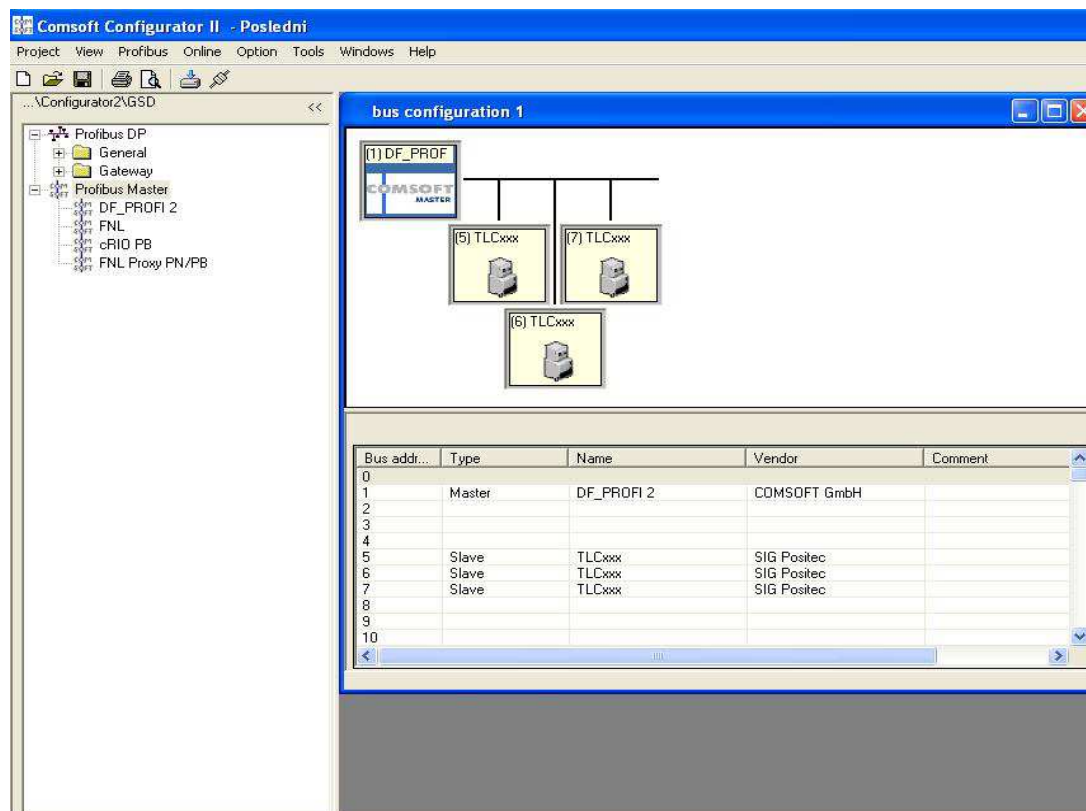 Comsoft Configurator II - Posledni
Project View Profibus Online Option Tools Windows Help
...\Configurator2\GSD <<
Profibus DP
General
Gateway
Profibus Master
DF_PROFI 2
FNL
cRIO PB
FNL Proxy PN/PB
bus configuration 1
(1) DF_PROF
COMSOFT
MASTER
(5) TLCxxx
(7) TLCxxx
(6) TLCxxx
Bus addr... Type Name Vendor Comment
0
1 Master DF_PROFI 2 COMSOFT GmbH
2
3
4
5 Slave TLCxxx SIG Positec
6 Slave TLCxxx SIG Positec
7 Slave TLCxxx SIG Positec
8
9
10